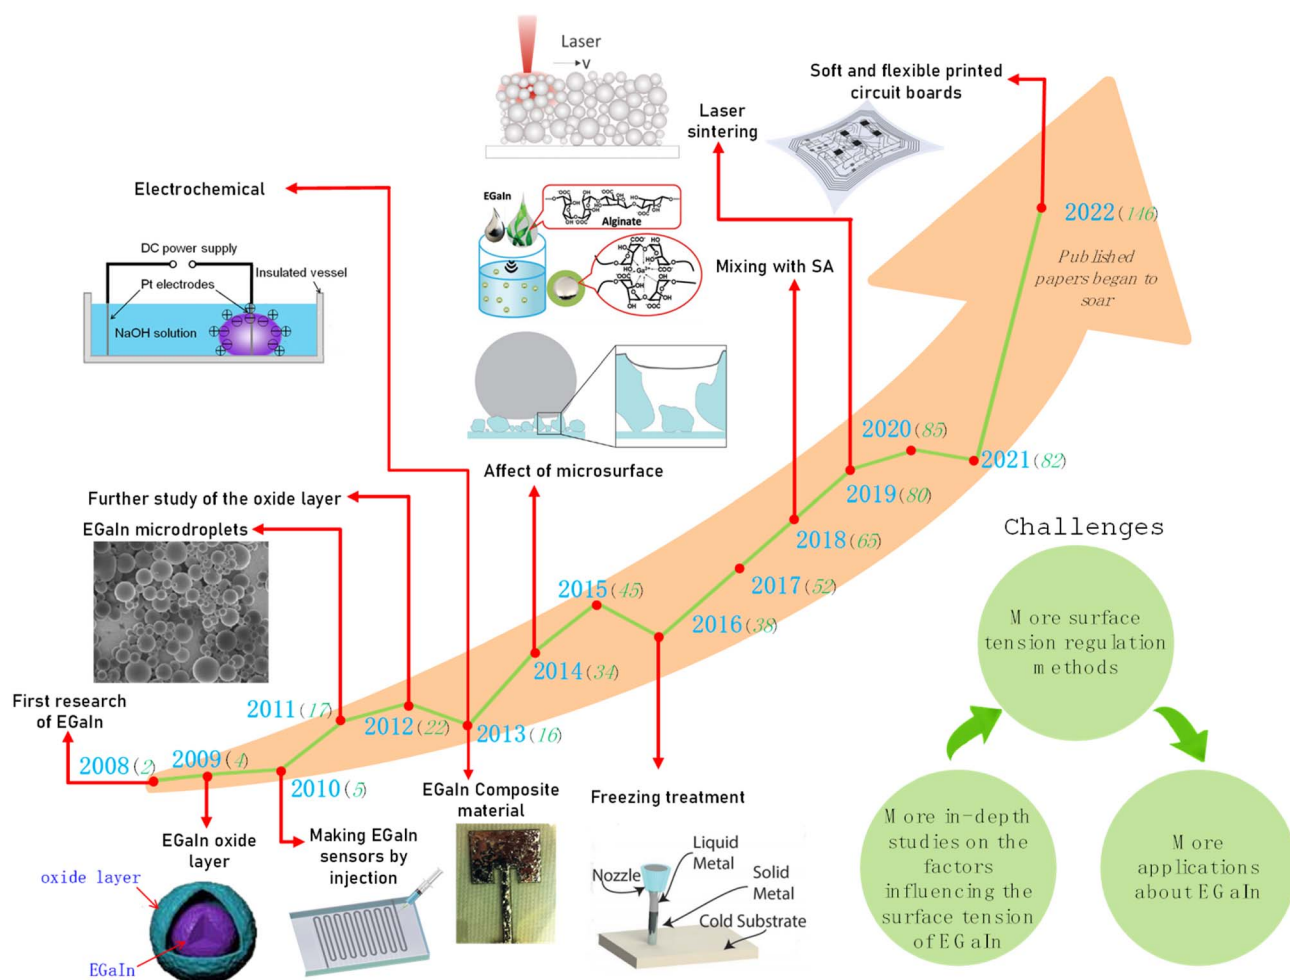 Laser
v
Soft and flexible printed
circuit boards
Laser
sintering
Electrochemical
EGaIn
Alginate
2022 (146)
DC power supply
Insulated vessel
Pt electrodes
NaOH solution
Mixing with SA
Published
papers began to
soar
Affect of microsurface
2020 (85)
2021 (82)
2019 (80)
Further study of the oxide layer
EGaIn microdroplets
2018 (65)
Challenges
2015 (45)
2017 (52)
2016 (38)
More surface
tension regulation
methods
2014 (34)
First research
of EGaIn
2011 (17)
2012 (22)
2013 (16)
2008 (2)
2009 (4)
2010 (5)
EGaIn Composite
material
Freezing treatment
EGaIn oxide
layer
Making EGaIn
sensors by
injection
oxide layer
EGaIn
Liquid
Metal
Nozzle
Solid
Metal
Cold Substrate
More in-depth
studies on the
factors
influencing the
surface tension
of EGaIn
More
applications
about EGaIn